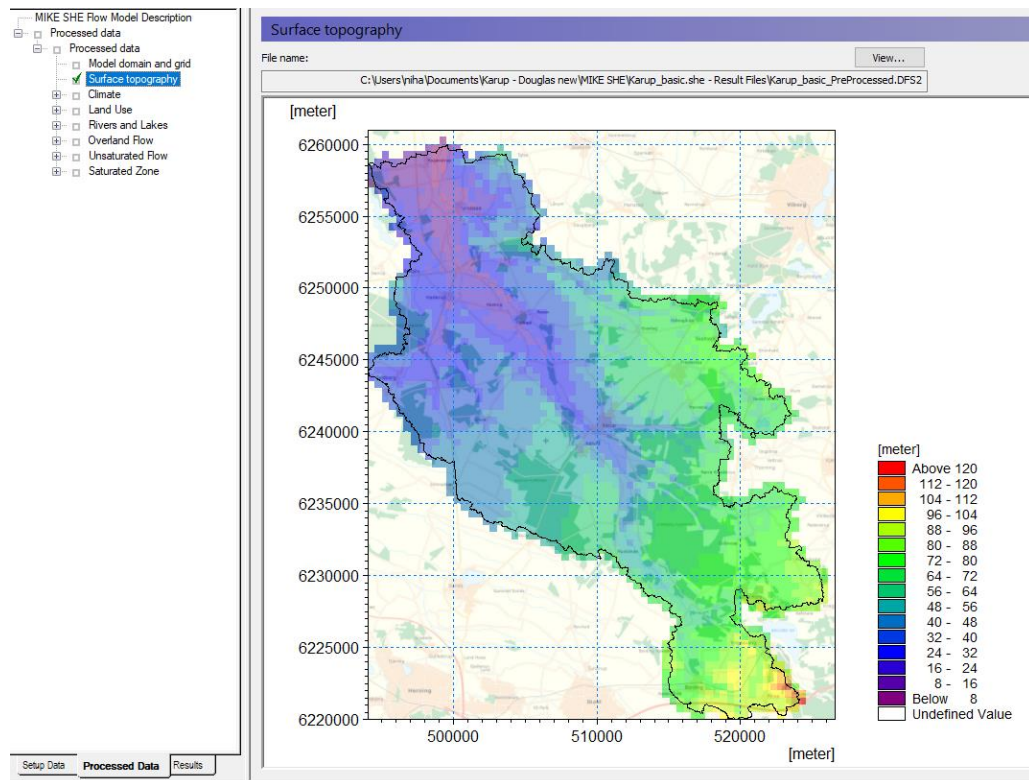 MIKE SHE Flow Model Description
Processed data
Processed data
Model domain and grid
Surface topography
Climate
Land Use
Rivers and Lakes
Overland Flow
Unsaturated Flow
Saturated Zone
Setup Data
Processed Data
Results
Surface topography
File name:
View...
C:\Users\niha\Documents\Karup - Douglas new\MIKE SHE\Karup_basic.she - Result Files\Karup_basic_PreProcessed.DFS2
[meter]
6260000
6255000
6250000
6245000
6240000
6235000
6230000
6225000
6220000
500000
510000
520000
[meter]
Viborg
Herning
Ikast
[meter]
Above 120
112 - 120
104 - 112
96 - 104
88 - 96
80 - 88
72 - 80
64 - 72
56 - 64
48 - 56
40 - 48
32 - 40
24 - 32
16 - 24
8 - 16
Below 8
Undefined Value